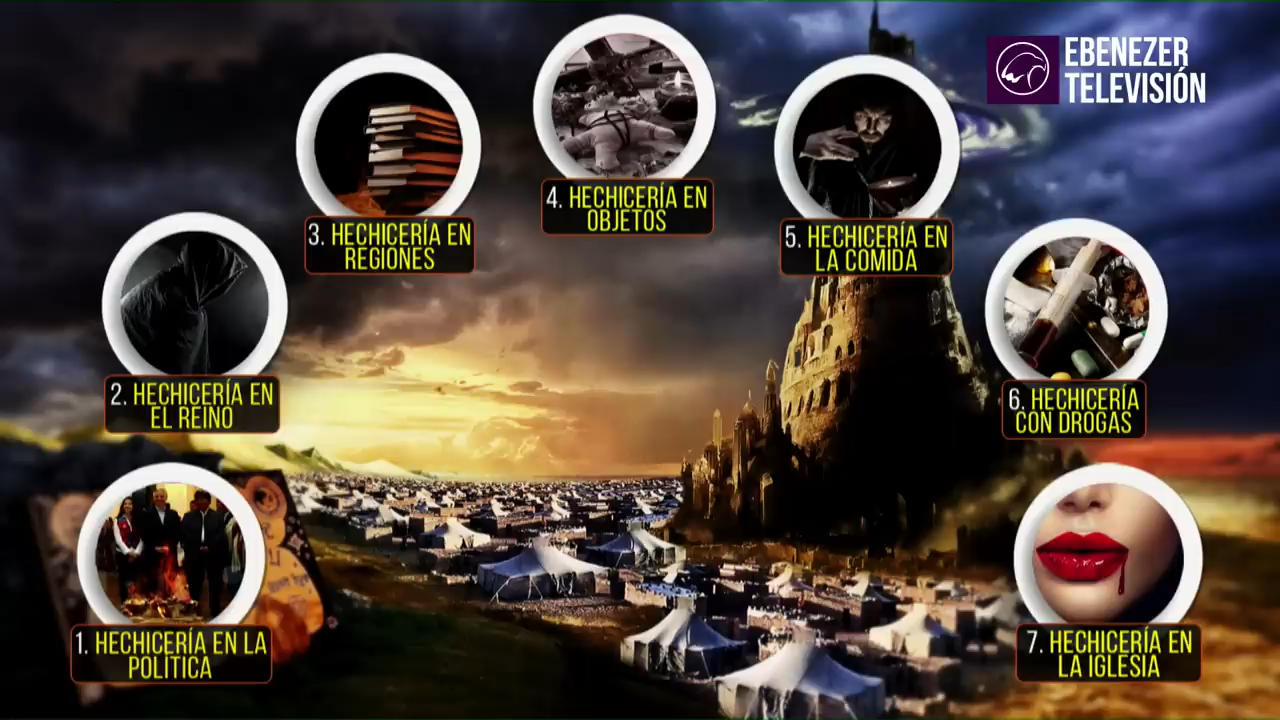 EBENEZER
TELEVISIÓN
1. HECHICERÍA EN LA
POLÍTICA
2. HECHICERÍA EN
EL REINO
3. HECHICERÍA EN
REGIONES
4. HECHICERÍA EN
OBJETOS
5. HECHICERÍA EN
LA COMIDA
6. HECHICERÍA
CON DROGAS
7. HECHICERÍA EN
LA IGLESIA